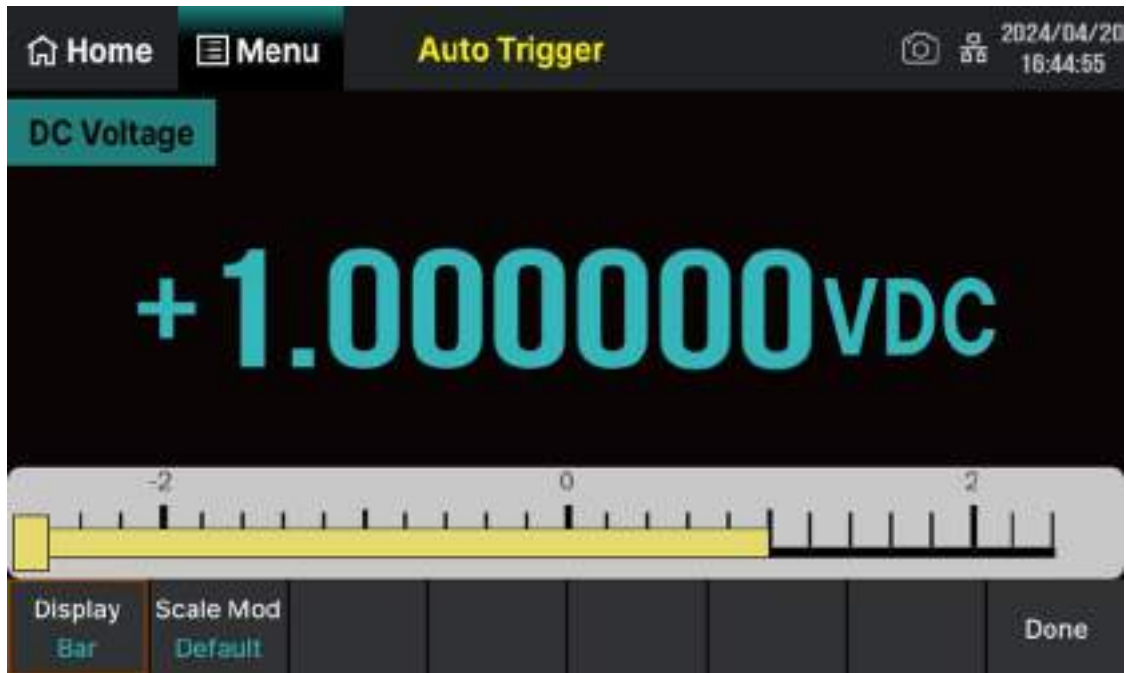 Home Menu Auto Trigger 2024/04/20
16:44:55
DC Voltage
+1.000000VDC
-2 0 2
Display Scale Mod Done
Bar Default